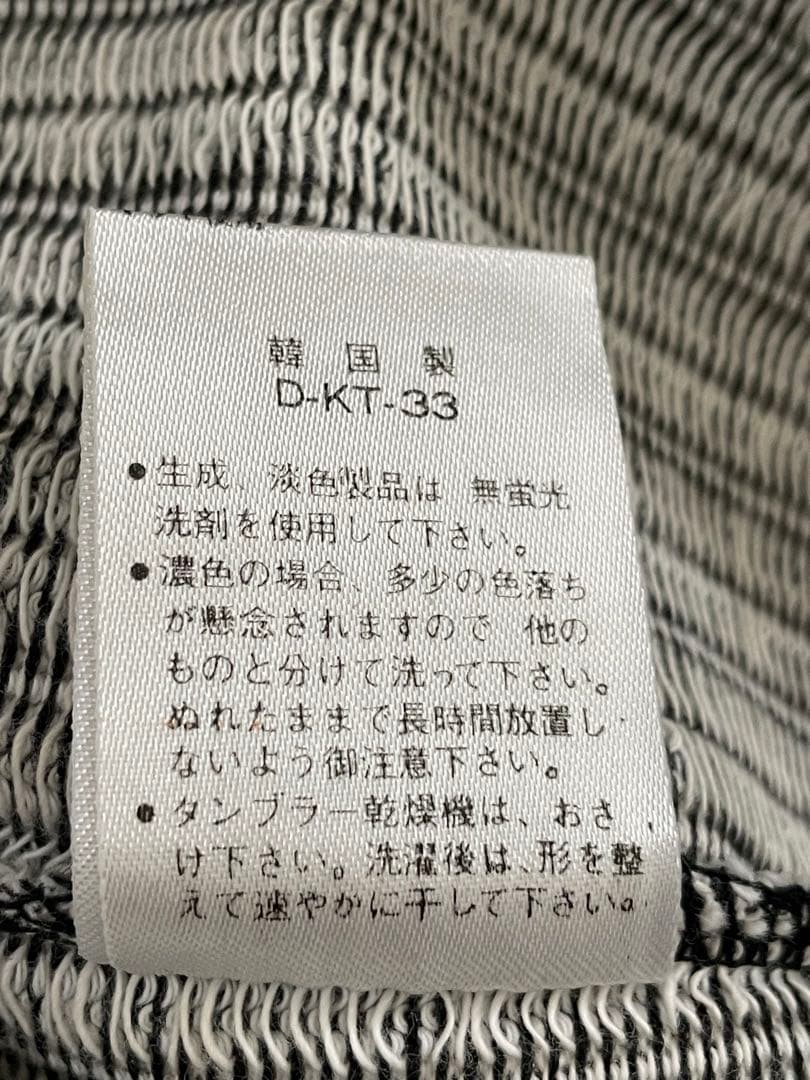 韓国製
D-KT-33
●生成、淡色製品は 無蛍光
洗剤を使用して下さい。
●濃色の場合、多少の色落ち
が懸念されますので 他の
ものと分けて洗って下さい。
ぬれたままで長時間放置し
ないよう御注意下さい。
●タンブラー乾燥機は、おさ
け下さい。洗濯後は、形を整
えて速やかに干して下さい。